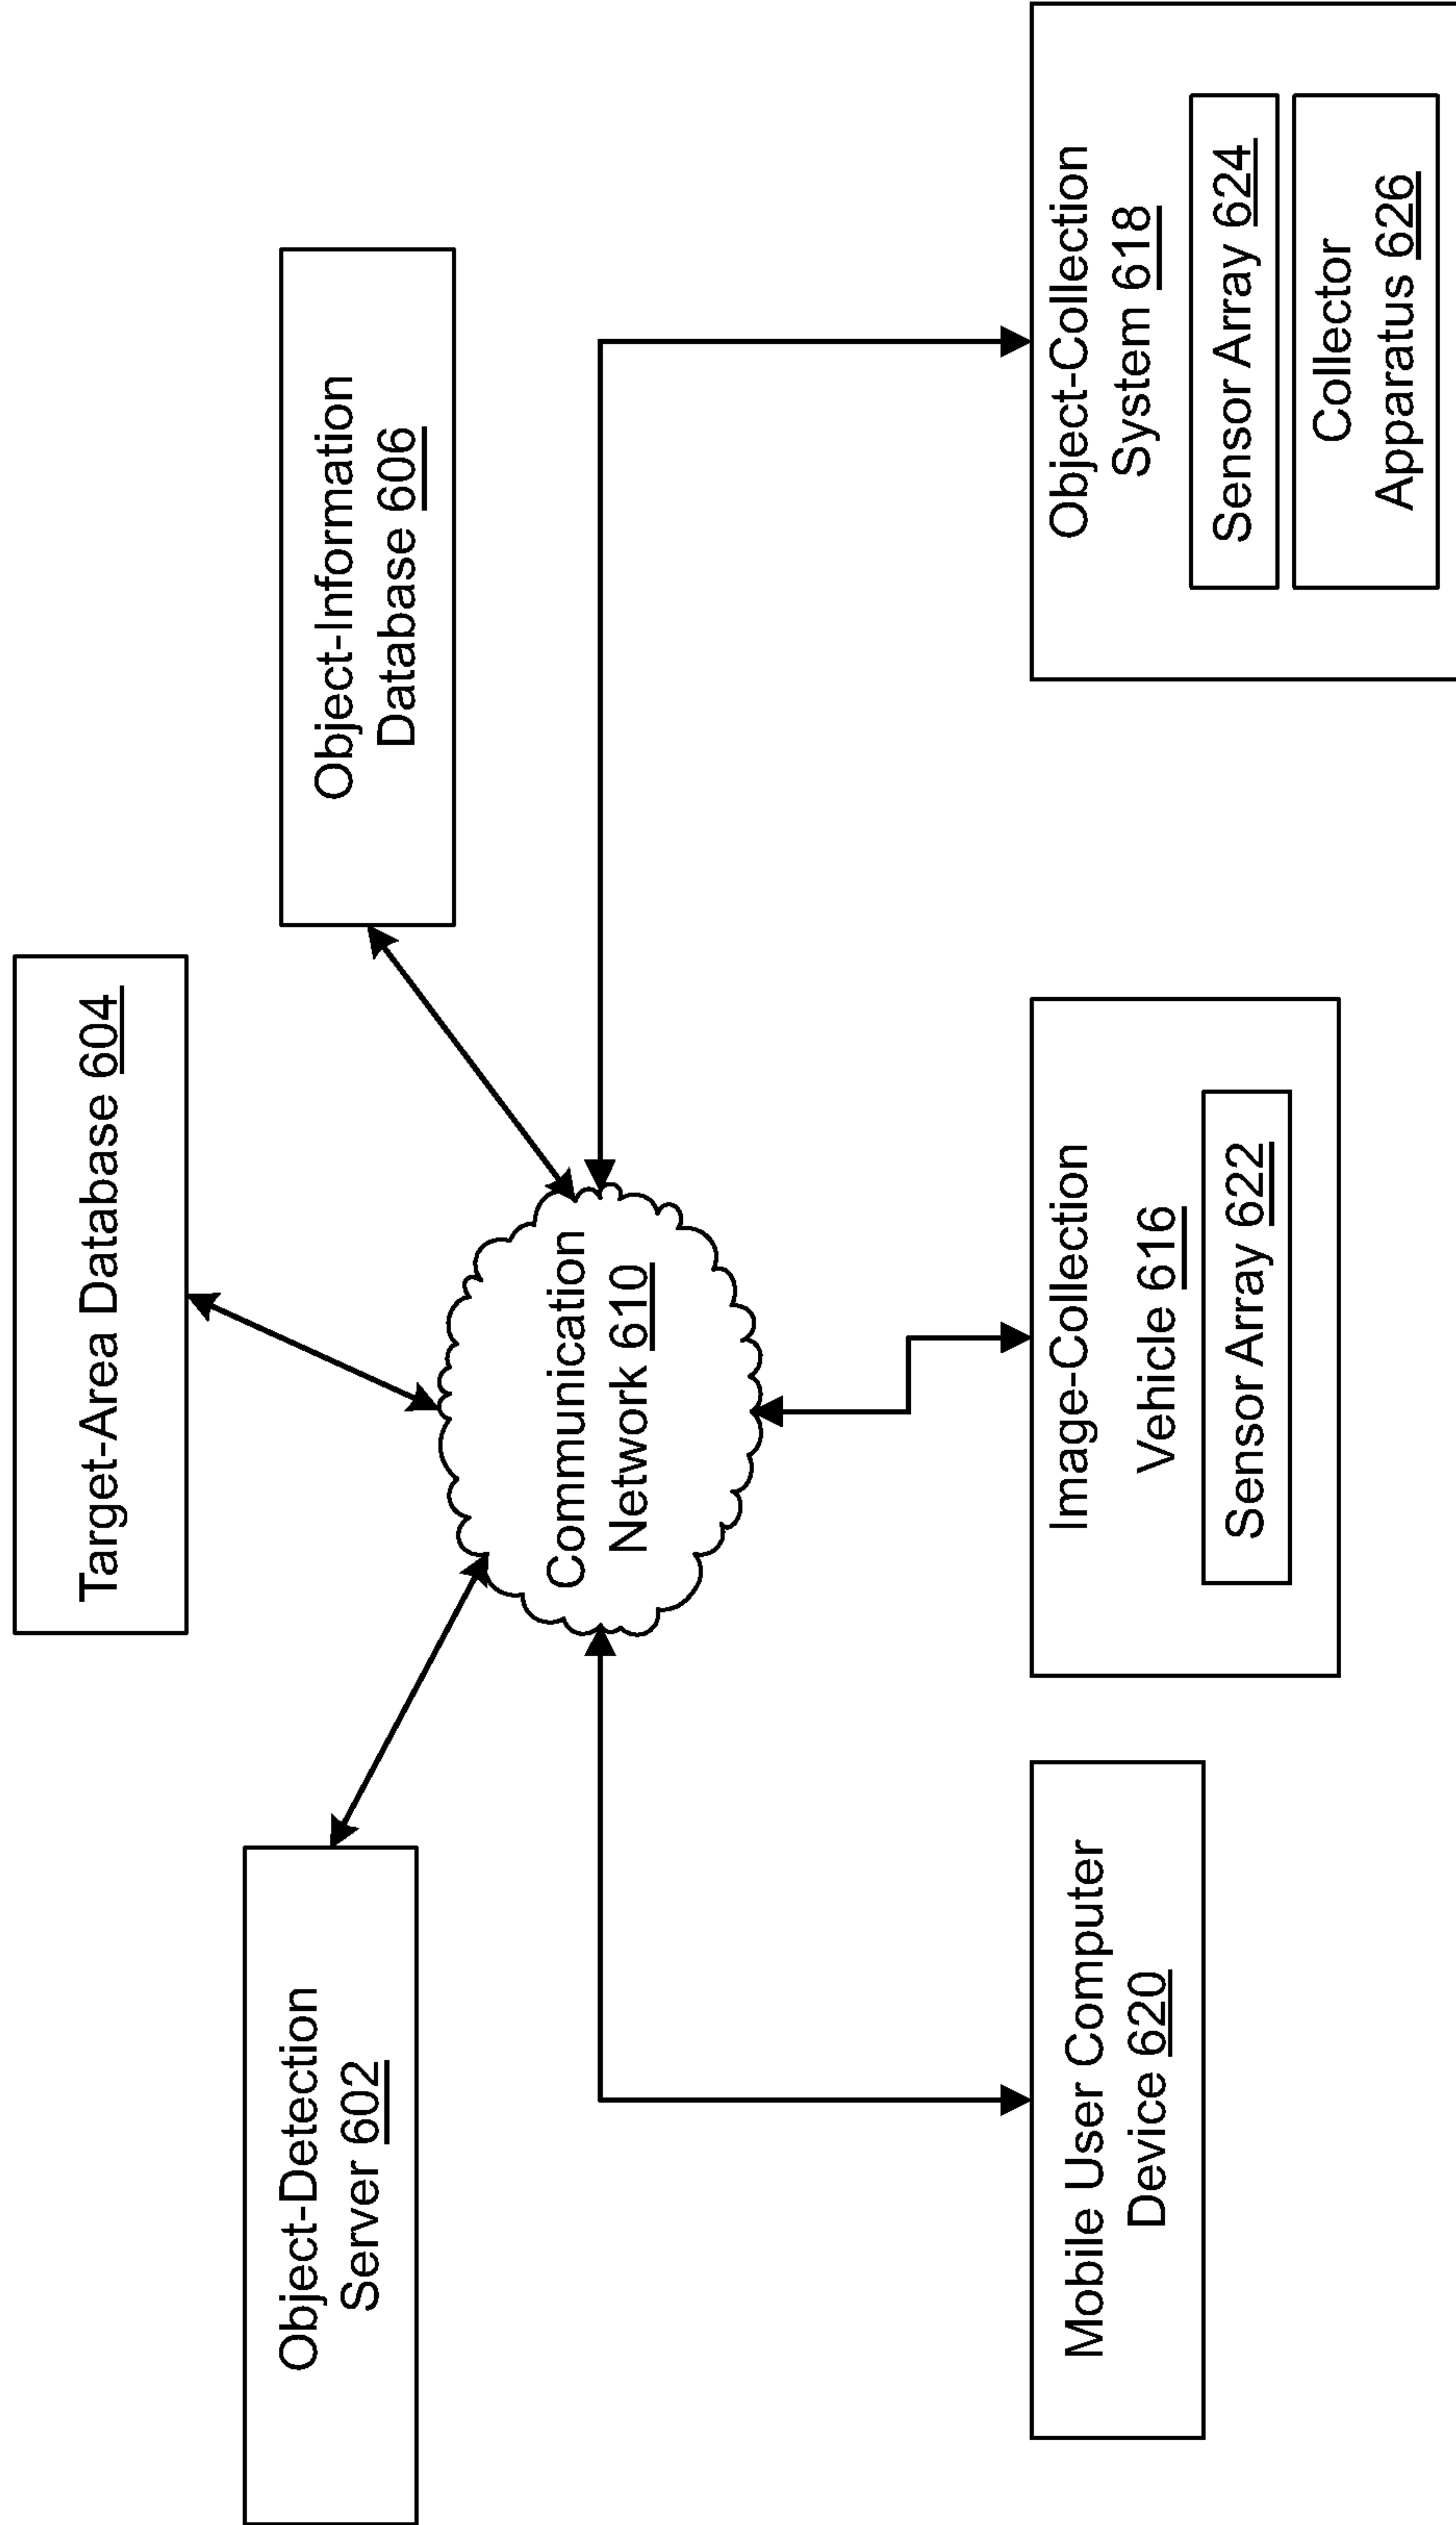 Target-Area Database 604
Object-Detection
Server 602
Object-Information
Database 606
Communication
Network 610
Mobile User Computer
Device 620
Image-Collection
Vehicle 616
Sensor Array 622
Object-Collection
System 618
Sensor Array 624
Collector
Apparatus 626